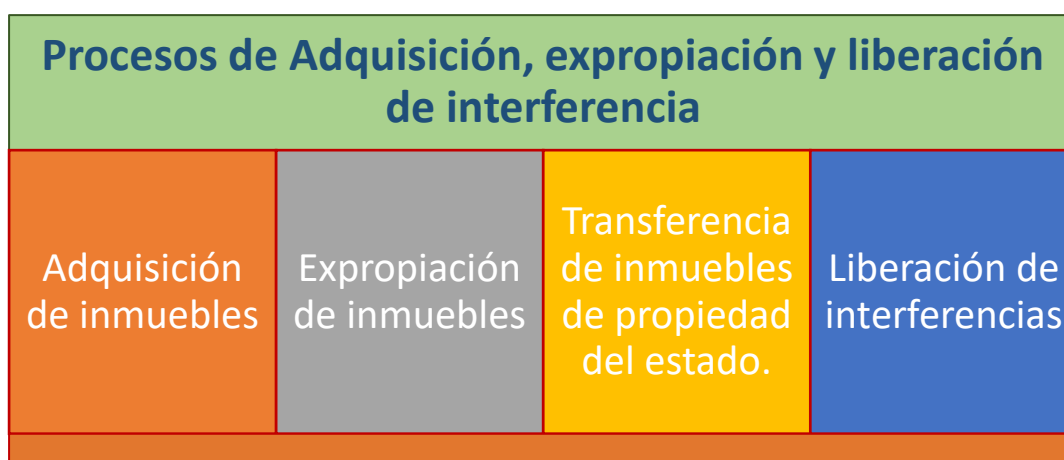 Procesos de Adquisición, expropiación y liberación
de interferencia
Adquisición
de inmuebles
Expropiación
de inmuebles
Transferencia
de inmuebles
de propiedad
del estado.
Liberación de
interferencias